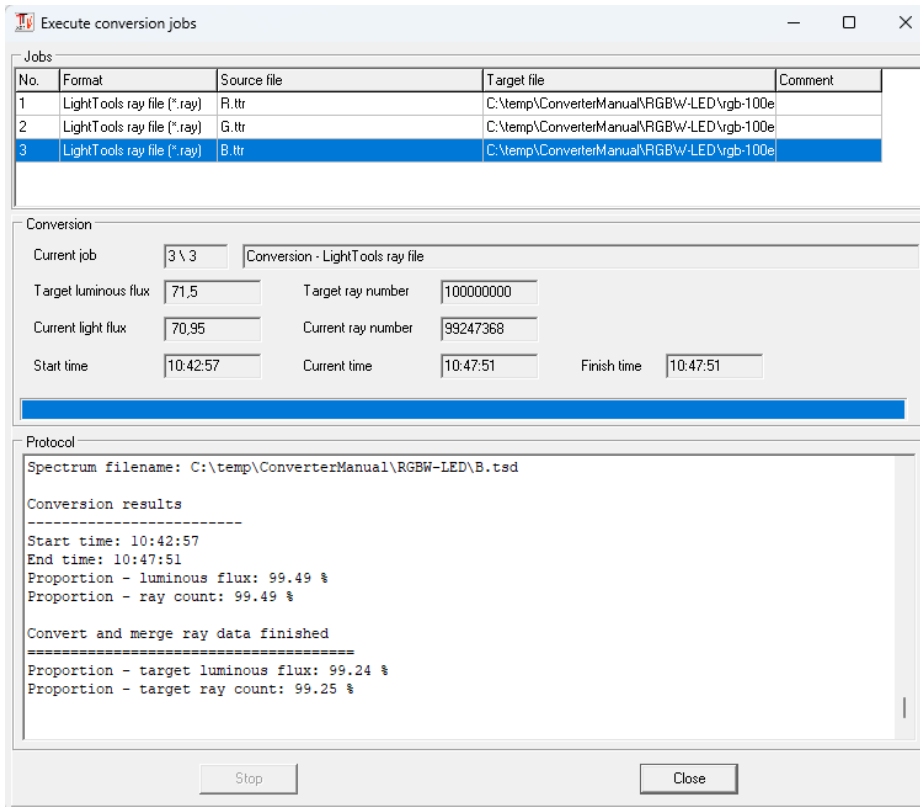 Execute conversion jobs
Jobs
No. Format Source file Target file Comment
1 LightTools ray file (*.ray) R.ttr C:\temp\ConverterManual\RGBW-LED\rgb-100e
2 LightTools ray file (*.ray) G.ttr C:\temp\ConverterManual\RGBW-LED\rgb-100e
3 LightTools ray file (*.ray) B.ttr C:\temp\ConverterManual\RGBW-LED\rgb-100e
Conversion
Current job 3 \ 3 Conversion - LightTools ray file
Target luminous flux 71,5 Target ray number 100000000
Current light flux 70,95 Current ray number 99247368
Start time 10:42:57 Current time 10:47:51 Finish time 10:47:51
Protocol
Spectrum filename: C:\temp\ConverterManual\RGBW-LED\B.tsd
Conversion results
-------------------------
Start time: 10:42:57
End time: 10:47:51
Proportion - luminous flux: 99.49 %
Proportion - ray count: 99.49 %
Convert and merge ray data finished
======================================
Proportion - target luminous flux: 99.24 %
Proportion - target ray count: 99.25 %
Stop Close